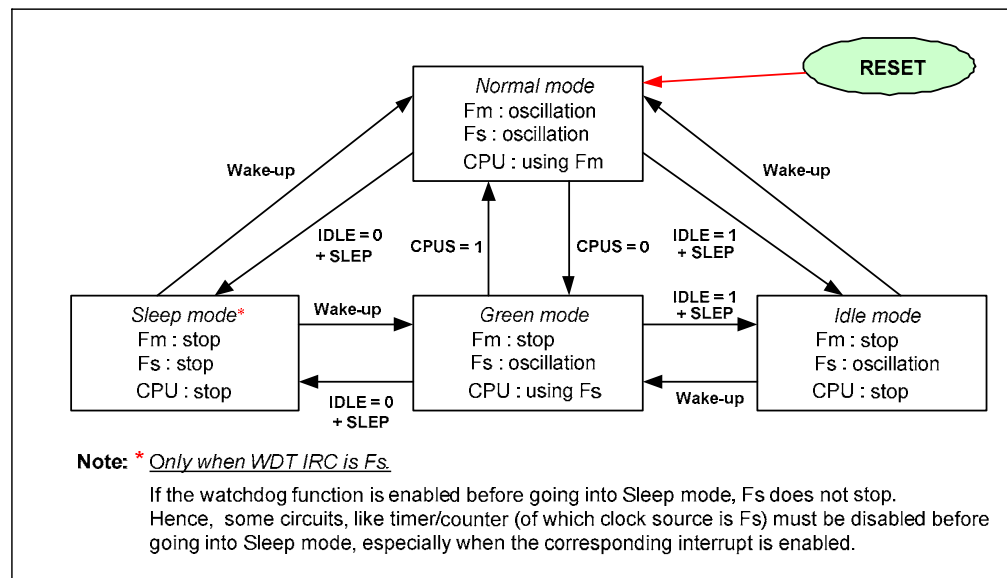 RESET
Normal mode
Fm : oscillation
Fs : oscillation
CPU : using Fm
Wake-up
Wake-up
IDLE = 0
+ SLEP
CPUS = 1
CPUS = 0
IDLE = 1
+ SLEP
Sleep mode*
Fm : stop
Fs : stop
CPU : stop
Wake-up
IDLE = 0
+ SLEP
Green mode
Fm : stop
Fs : oscillation
CPU : using Fs
IDLE = 1
+ SLEP
Wake-up
Idle mode
Fm : stop
Fs : oscillation
CPU : stop
Note: * Only when WDT IRC is Fs.
If the watchdog function is enabled before going into Sleep mode, Fs does not stop.
Hence, some circuits, like timer/counter (of which clock source is Fs) must be disabled before
going into Sleep mode, especially when the corresponding interrupt is enabled.